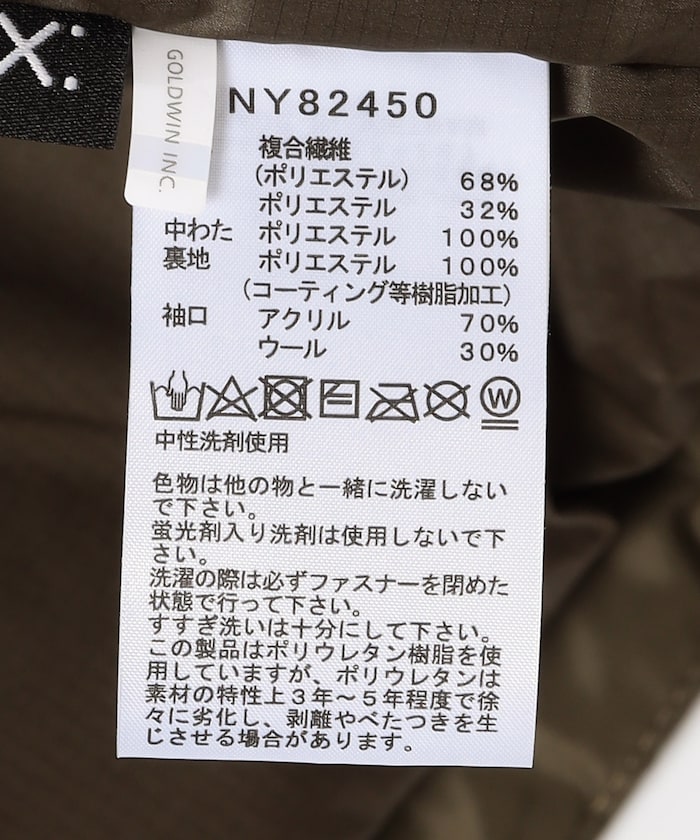 X:
GOLDWIN INC.
NY82450
複合繊維
(ポリエステル) 68%
ポリエステル 32%
中わた ポリエステル 100%
裏地 ポリエステル 100%
(コーティング等樹脂加工)
袖口 アクリル 70%
ウール 30%
W
中性洗剤使用
色物は他の物と一緒に洗濯しない
で下さい。
蛍光剤入り洗剤は使用しないで下
さい。
洗濯の際は必ずファスナーを閉めた
状態で行って下さい。
すすぎ洗いは十分にして下さい。
この製品はポリウレタン樹脂を使
用していますが、ポリウレタンは
素材の特性上3年～5年程度で徐
々に劣化し、剥離やべたつきを生
じさせる場合があります。